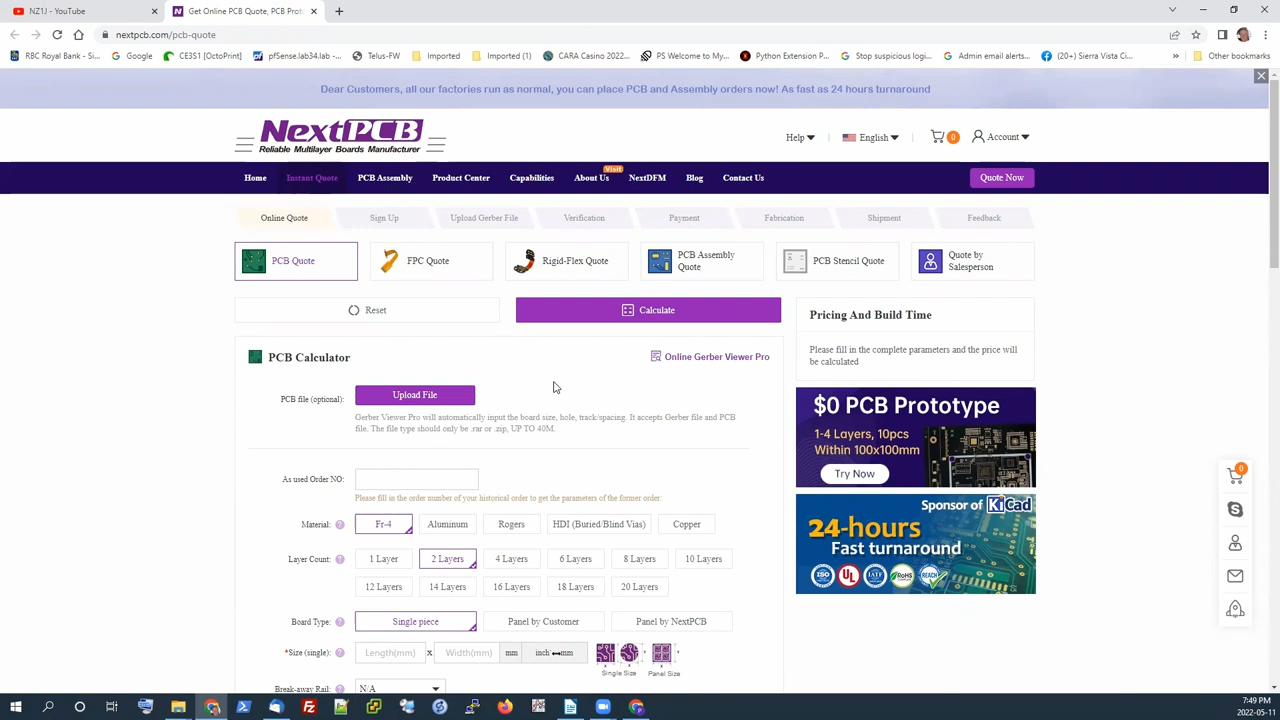 NZ1J - YouTube
Get Online PCB Quote, PCB Prot
nextpcb.com/pcb-quote
RBC Royal Bank - Si...
Google
CE3S1 [OctoPrint]
pfSense.lab34.lan -...
Telus-FW
Imported
Imported (1)
CARA Casino 2022...
PS Welcome to My...
Python Extension P...
Stop suspicious logi...
Admin email alerts...
(20+) Sierra Vista Ci...
»
Other bookmarks
Dear Customers, all our factories run as normal, you can place PCB and Assembly orders now! As fast as 24 hours turnaround
NextPCB
Reliable Multilayer Boards Manufacturer
Help
English
0
Account
Visit
Home
Instant Quote
PCB Assembly
Product Center
Capabilities
About Us
NextDFM
Blog
Contact Us
Quote Now
Online Quote
Sign Up
Upload Gerber File
Verification
Payment
Fabrication
Shipment
Feedback
PCB Quote
FPC Quote
Rigid-Flex Quote
PCB Assembly
Quote
PCB Stencil Quote
Quote by
Salesperson
Reset
Calculate
Pricing And Build Time
Please fill in the complete parameters and the price will
be calculated
PCB Calculator
Online Gerber Viewer Pro
PCB file (optional):
Upload File
Gerber Viewer Pro will automatically input the board size, hole, track/spacing. It accepts Gerber file and PCB
file. The file type should only be .rar or .zip, UP TO 40M.
$0 PCB Prototype
1-4 Layers, 10pcs
Within 100x100mm
Try Now
As used Order NO:
Please fill in the order number of your historical order to get the parameters of the former order:
0
Sponsor of KiCad
24-hours
Fast turnaround
ISO
UL
IATF
RoHS
REACH
Material:
Fr-4
Aluminum
Rogers
HDI (Buried/Blind Vias)
Copper
Layer Count:
1 Layer
2 Layers
4 Layers
6 Layers
8 Layers
10 Layers
12 Layers
14 Layers
16 Layers
18 Layers
20 Layers
Board Type:
Single piece
Panel by Customer
Panel by NextPCB
*Size (single):
Length(mm)
x
Width(mm)
mm
inch⟷mm
Single Size
Panel Size
Break-away Rail:
N/A
7:49 PM
2022-05-11